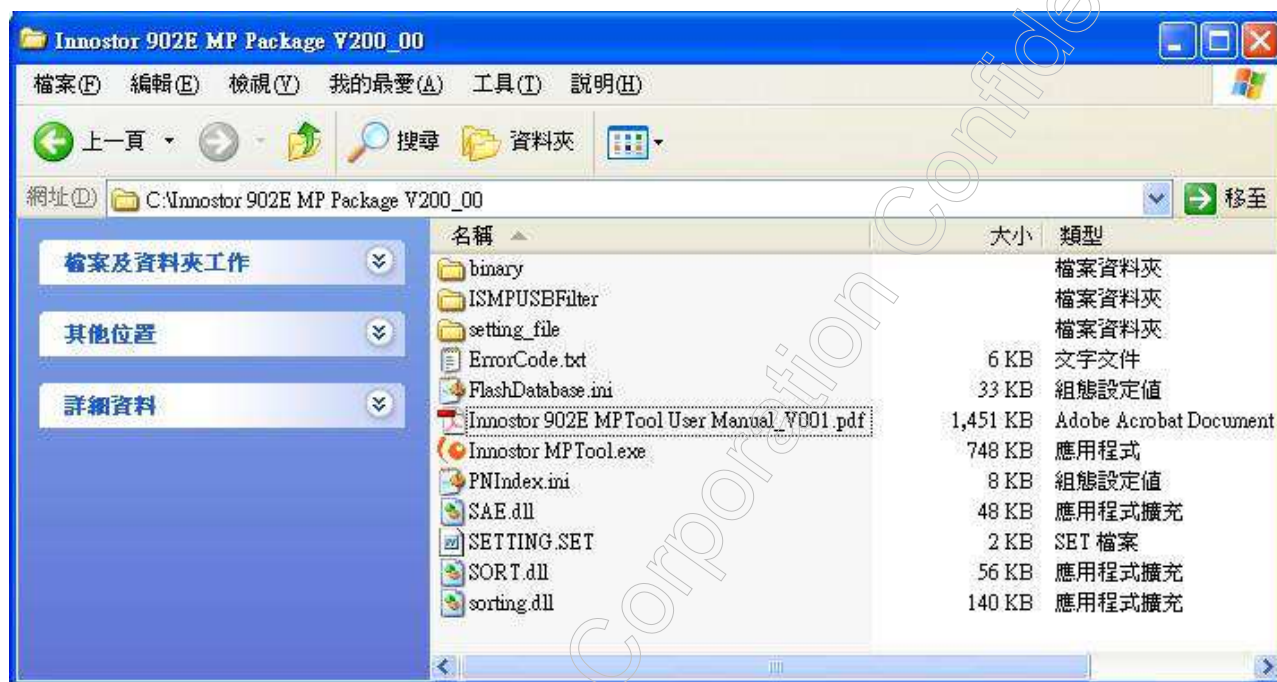 Innostor 902E MP Package V200_00
檔案(F) 編輯(E) 檢視(V) 我的最愛(A) 工具(T) 說明(H)
上一頁 搜尋 資料夾
網址(D) C:\Innostor 902E MP Package V200_00 移至
檔案及資料夾工作
其他位置
詳細資料
名稱 大小 類型
binary 檔案資料夾
ISMPUSBFilter 檔案資料夾
setting_file 檔案資料夾
ErrorCode.txt 6 KB 文字文件
FlashDatabase.ini 33 KB 組態設定值
Innostor 902E MPTool User Manual_V001.pdf 1,451 KB Adobe Acrobat Document
Innostor MPTool.exe 748 KB 應用程式
PNIndex.ini 8 KB 組態設定值
SAE.dll 48 KB 應用程式擴充
SETTING.SET 2 KB SET 檔案
SORT.dll 56 KB 應用程式擴充
sorting.dll 140 KB 應用程式擴充
Corporation Confide